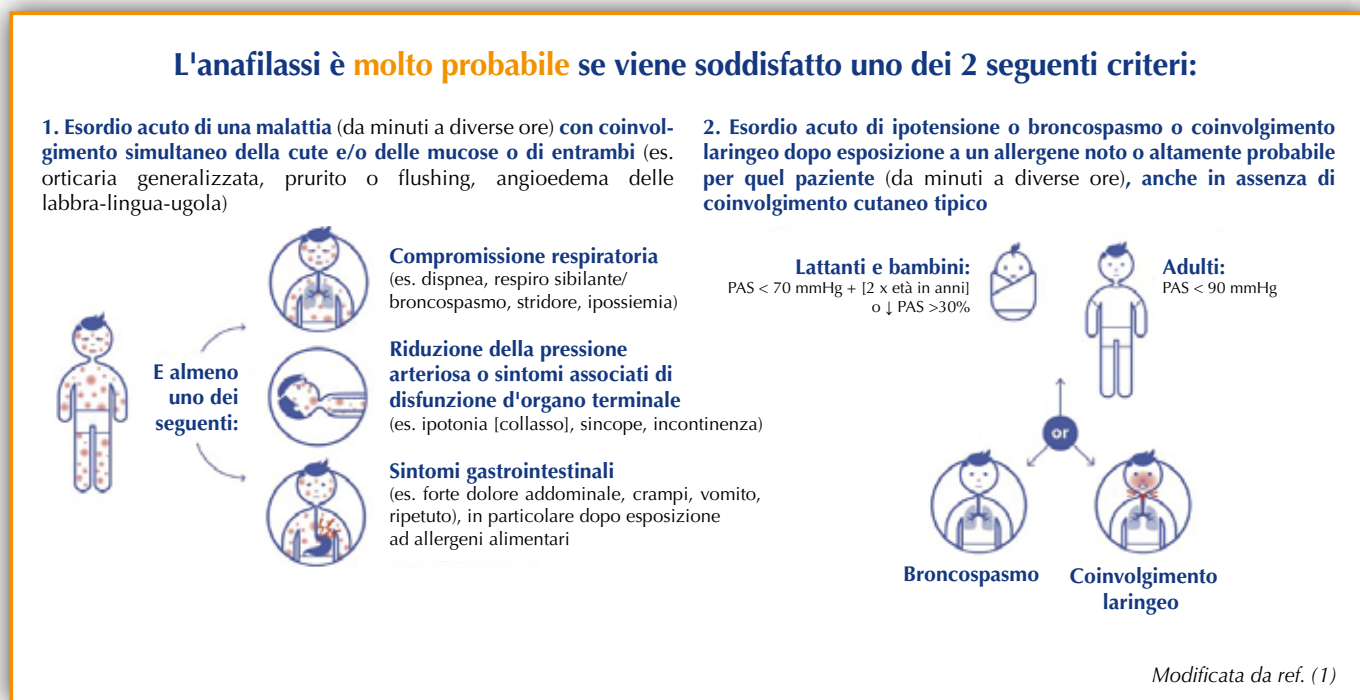 L'anafilassi è molto probabile se viene soddisfatto uno dei 2 seguenti criteri:
1. Esordio acuto di una malattia (da minuti a diverse ore) con coinvol-
gimento simultaneo della cute e/o delle mucose o di entrambi (es.
orticaria generalizzata, prurito o flushing, angioedema delle
labbra-lingua-ugola)
E almeno
uno dei
seguenti:
Compromissione respiratoria
(es. dispnea, respiro sibilante/
broncospasmo, stridore, ipossiemia)
Riduzione della pressione
arteriosa o sintomi associati di
disfunzione d'organo terminale
(es. ipotonia [collasso], sincope, incontinenza)
Sintomi gastrointestinali
(es. forte dolore addominale, crampi, vomito,
ripetuto), in particolare dopo esposizione
ad allergeni alimentari
2. Esordio acuto di ipotensione o broncospasmo o coinvolgimento
laringeo dopo esposizione a un allergene noto o altamente probabile
per quel paziente (da minuti a diverse ore), anche in assenza di
coinvolgimento cutaneo tipico
Lattanti e bambini:
PAS < 70 mmHg + [2 x età in anni]
o ↓ PAS >30%
Adulti:
PAS < 90 mmHg
or
Broncospasmo
Coinvolgimento
laringeo
Modificata da ref. (1)